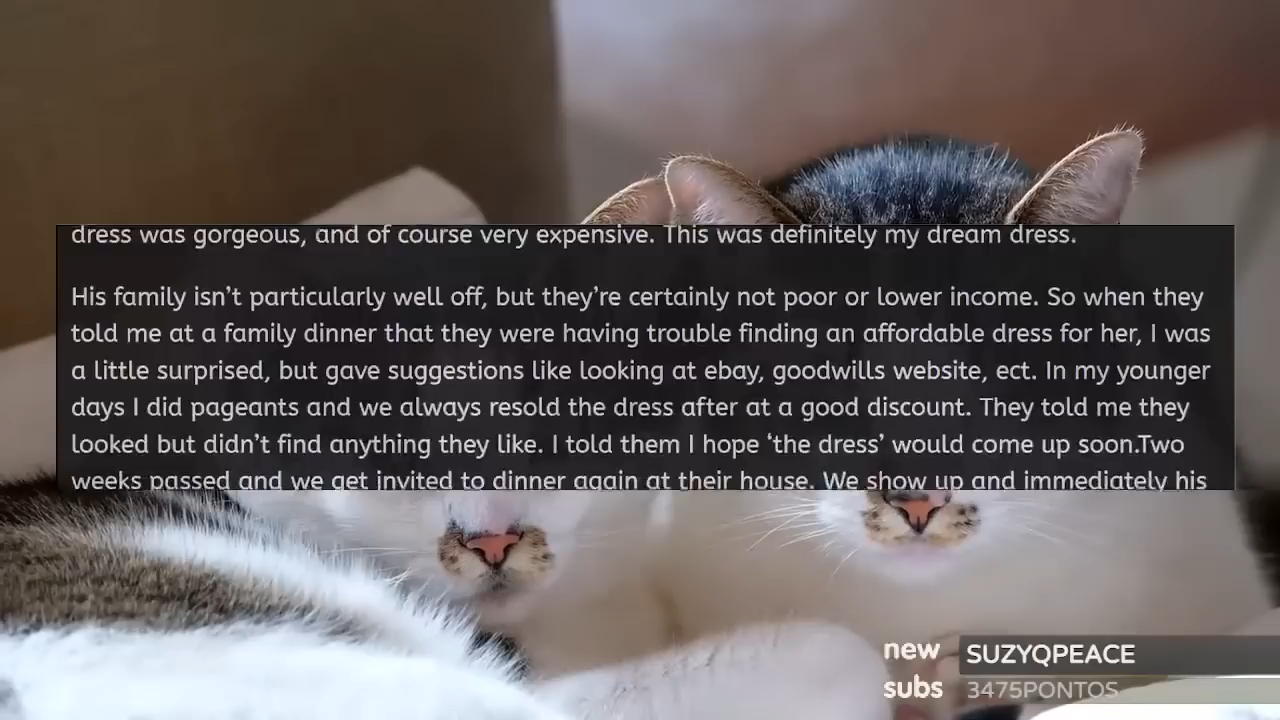 dress was gorgeous, and of course very expensive. This was definitely my dream dress.
His family isn't particularly well off, but they're certainly not poor or lower income. So when they
told me at a family dinner that they were having trouble finding an affordable dress for her, I was
a little surprised, but gave suggestions like looking at ebay, goodwills website, ect. In my younger
days I did pageants and we always resold the dress after at a good discount. They told me they
looked but didn't find anything they like. I told them I hope ‘the dress’ would come up soon.Two
weeks passed and we get invited to dinner again at their house. We show up and immediately his
new
subs
SUZYQPEACE
3475PONTOS